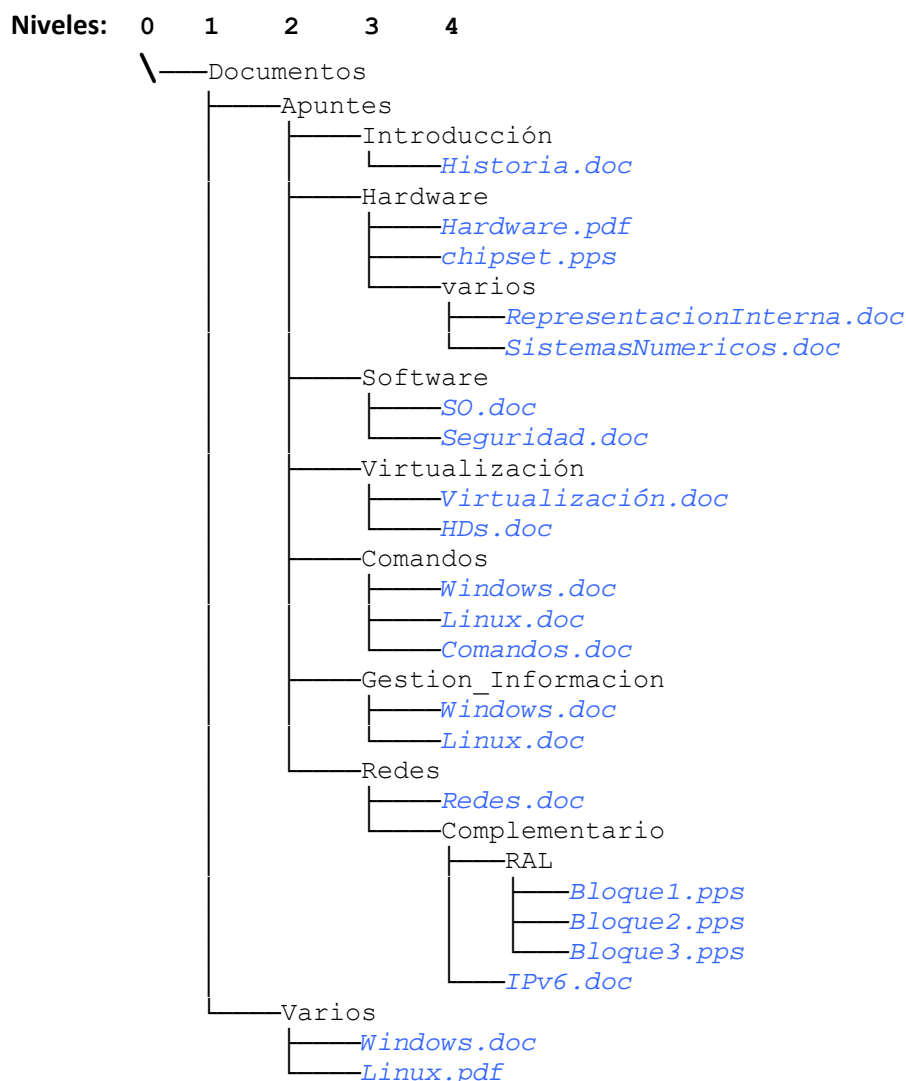 Niveles: 0 1 2 3 4
\ Documentos
Apuntes
Introducción
Historia.doc
Hardware
Hardware.pdf
chipset.pps
varios
RepresentacionInterna.doc
SistemasNumericos.doc
Software
SO.doc
Seguridad.doc
Virtualización
Virtualización.doc
HDs.doc
Comandos
Windows.doc
Linux.doc
Comandos.doc
Gestion_Informacion
Windows.doc
Linux.doc
Redes
Redes.doc
Complementario
RAL
Bloque1.pps
Bloque2.pps
Bloque3.pps
IPv6.doc
Varios
Windows.doc
Linux.pdf